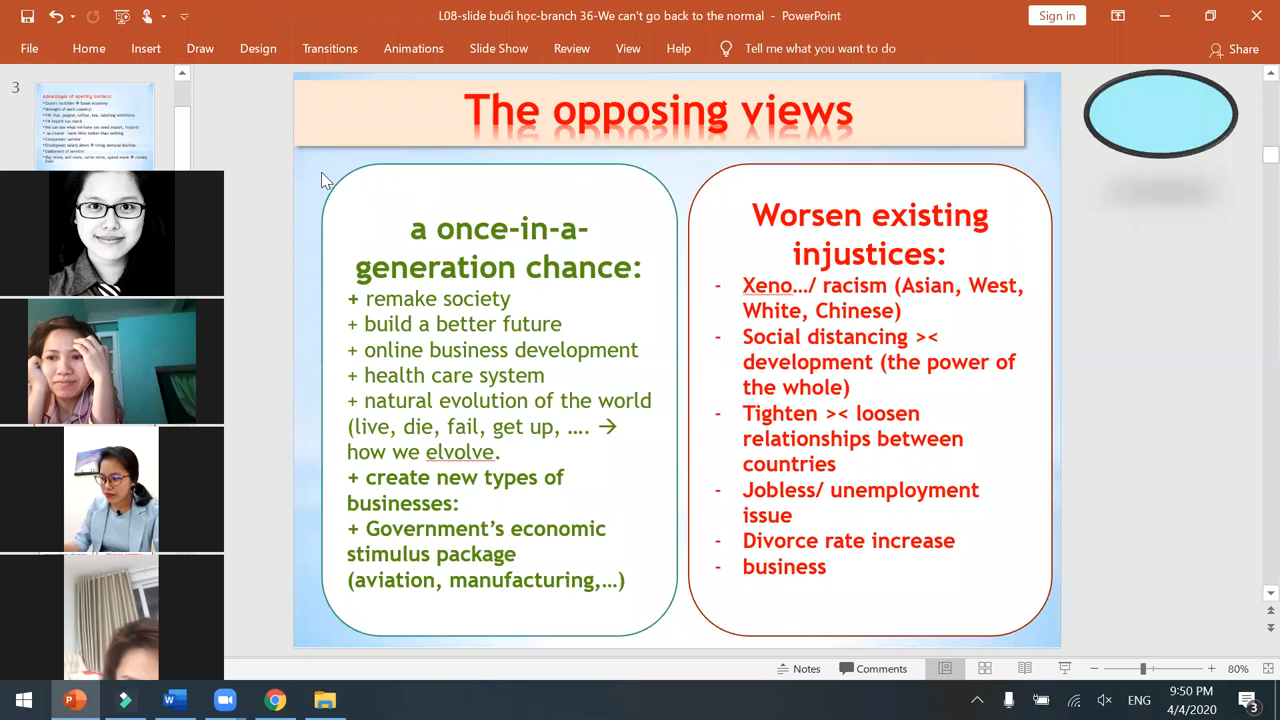 L08-slide buổi học-branch 36-We can't go back to the normal - PowerPoint
Sign in
File Home Insert Draw Design Transitions Animations Slide Show Review View Help Tell me what you want to do Share
3
Advantages of opening borders:
The opposing views
a once-in-a-
generation chance:
+ remake society
+ build a better future
+ online business development
+ health care system
+ natural evolution of the world
(live, die, fail, get up, …. →
how we elvolve.
+ create new types of
businesses:
+ Government’s economic
stimulus package
(aviation, manufacturing,…)
Worsen existing
injustices:
- Xeno…/ racism (Asian, West,
White, Chinese)
- Social distancing ><
development (the power of
the whole)
- Tighten >< loosen
relationships between
countries
- Jobless/ unemployment
issue
- Divorce rate increase
- business
Notes Comments 80%
ENG
9:50 PM
4/4/2020
3